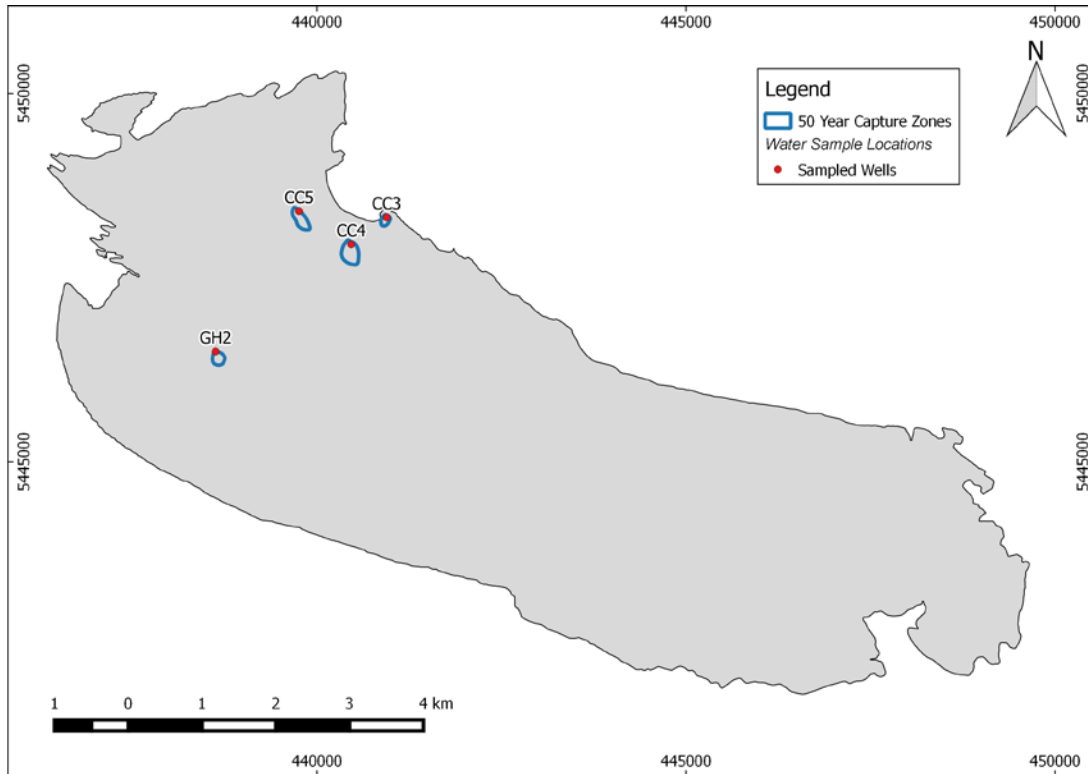 440000
445000
450000
5450000
5450000
N
Legend
50 Year Capture Zones
Water Sample Locations
Sampled Wells
CC5
CC3
CC4
GH2
5445000
5445000
1 0 1 2 3 4 km
440000
445000
450000